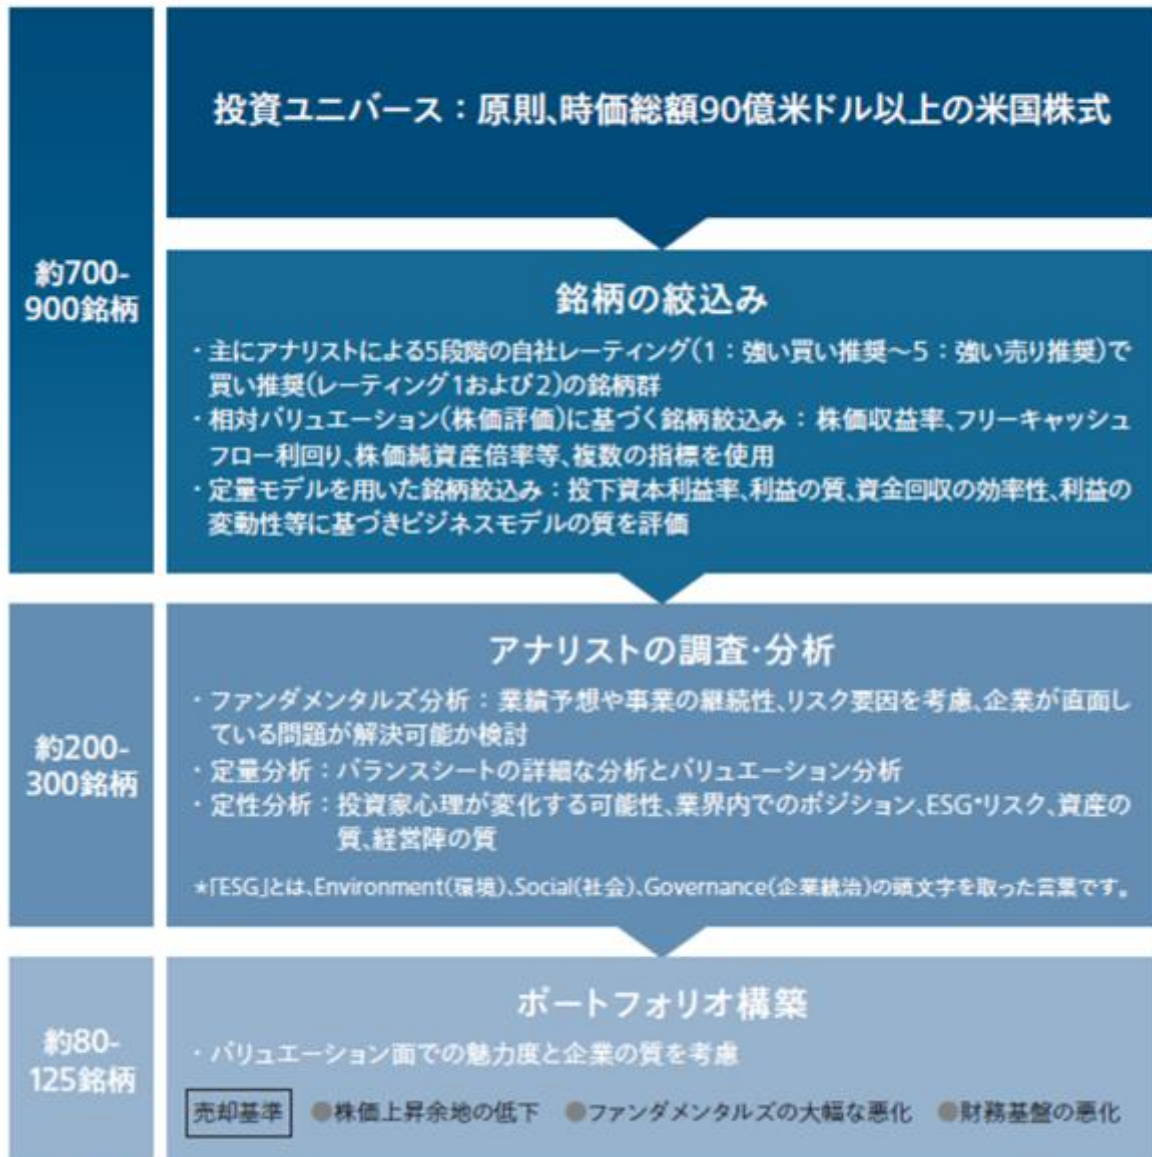 投資ユニバース：原則、時価総額90億米ドル以上の米国株式
約700-
900銘柄
銘柄の絞込み
・主にアナリストによる5段階の自社レーティング(1：強い買い推奨〜5：強い売り推奨)で
買い推奨(レーティング1および2)の銘柄群
・相対バリュエーション(株価評価)に基づく銘柄絞込み：株価収益率、フリーキャッシュ
フロー利回り、株価純資産倍率等、複数の指標を使用
・定量モデルを用いた銘柄絞込み：投下資本利益率、利益の質、資金回収の効率性、利益の
変動性等に基づきビジネスモデルの質を評価
約200-
300銘柄
アナリストの調査・分析
・ファンダメンタルズ分析：業績予想や事業の継続性、リスク要因を考慮、企業が直面し
ている問題が解決可能か検討
・定量分析：バランスシートの詳細な分析とバリュエーション分析
・定性分析：投資家心理が変化する可能性、業界内でのポジション、ESG*リスク、資産の
質、経営陣の質
*「ESG」とは、Environment(環境)、Social(社会)、Governance(企業統治)の頭文字を取った言葉です。
約80-
125銘柄
ポートフォリオ構築
・バリュエーション面での魅力度と企業の質を考慮
売却基準 ●株価上昇余地の低下 ●ファンダメンタルズの大幅な悪化 ●財務基盤の悪化